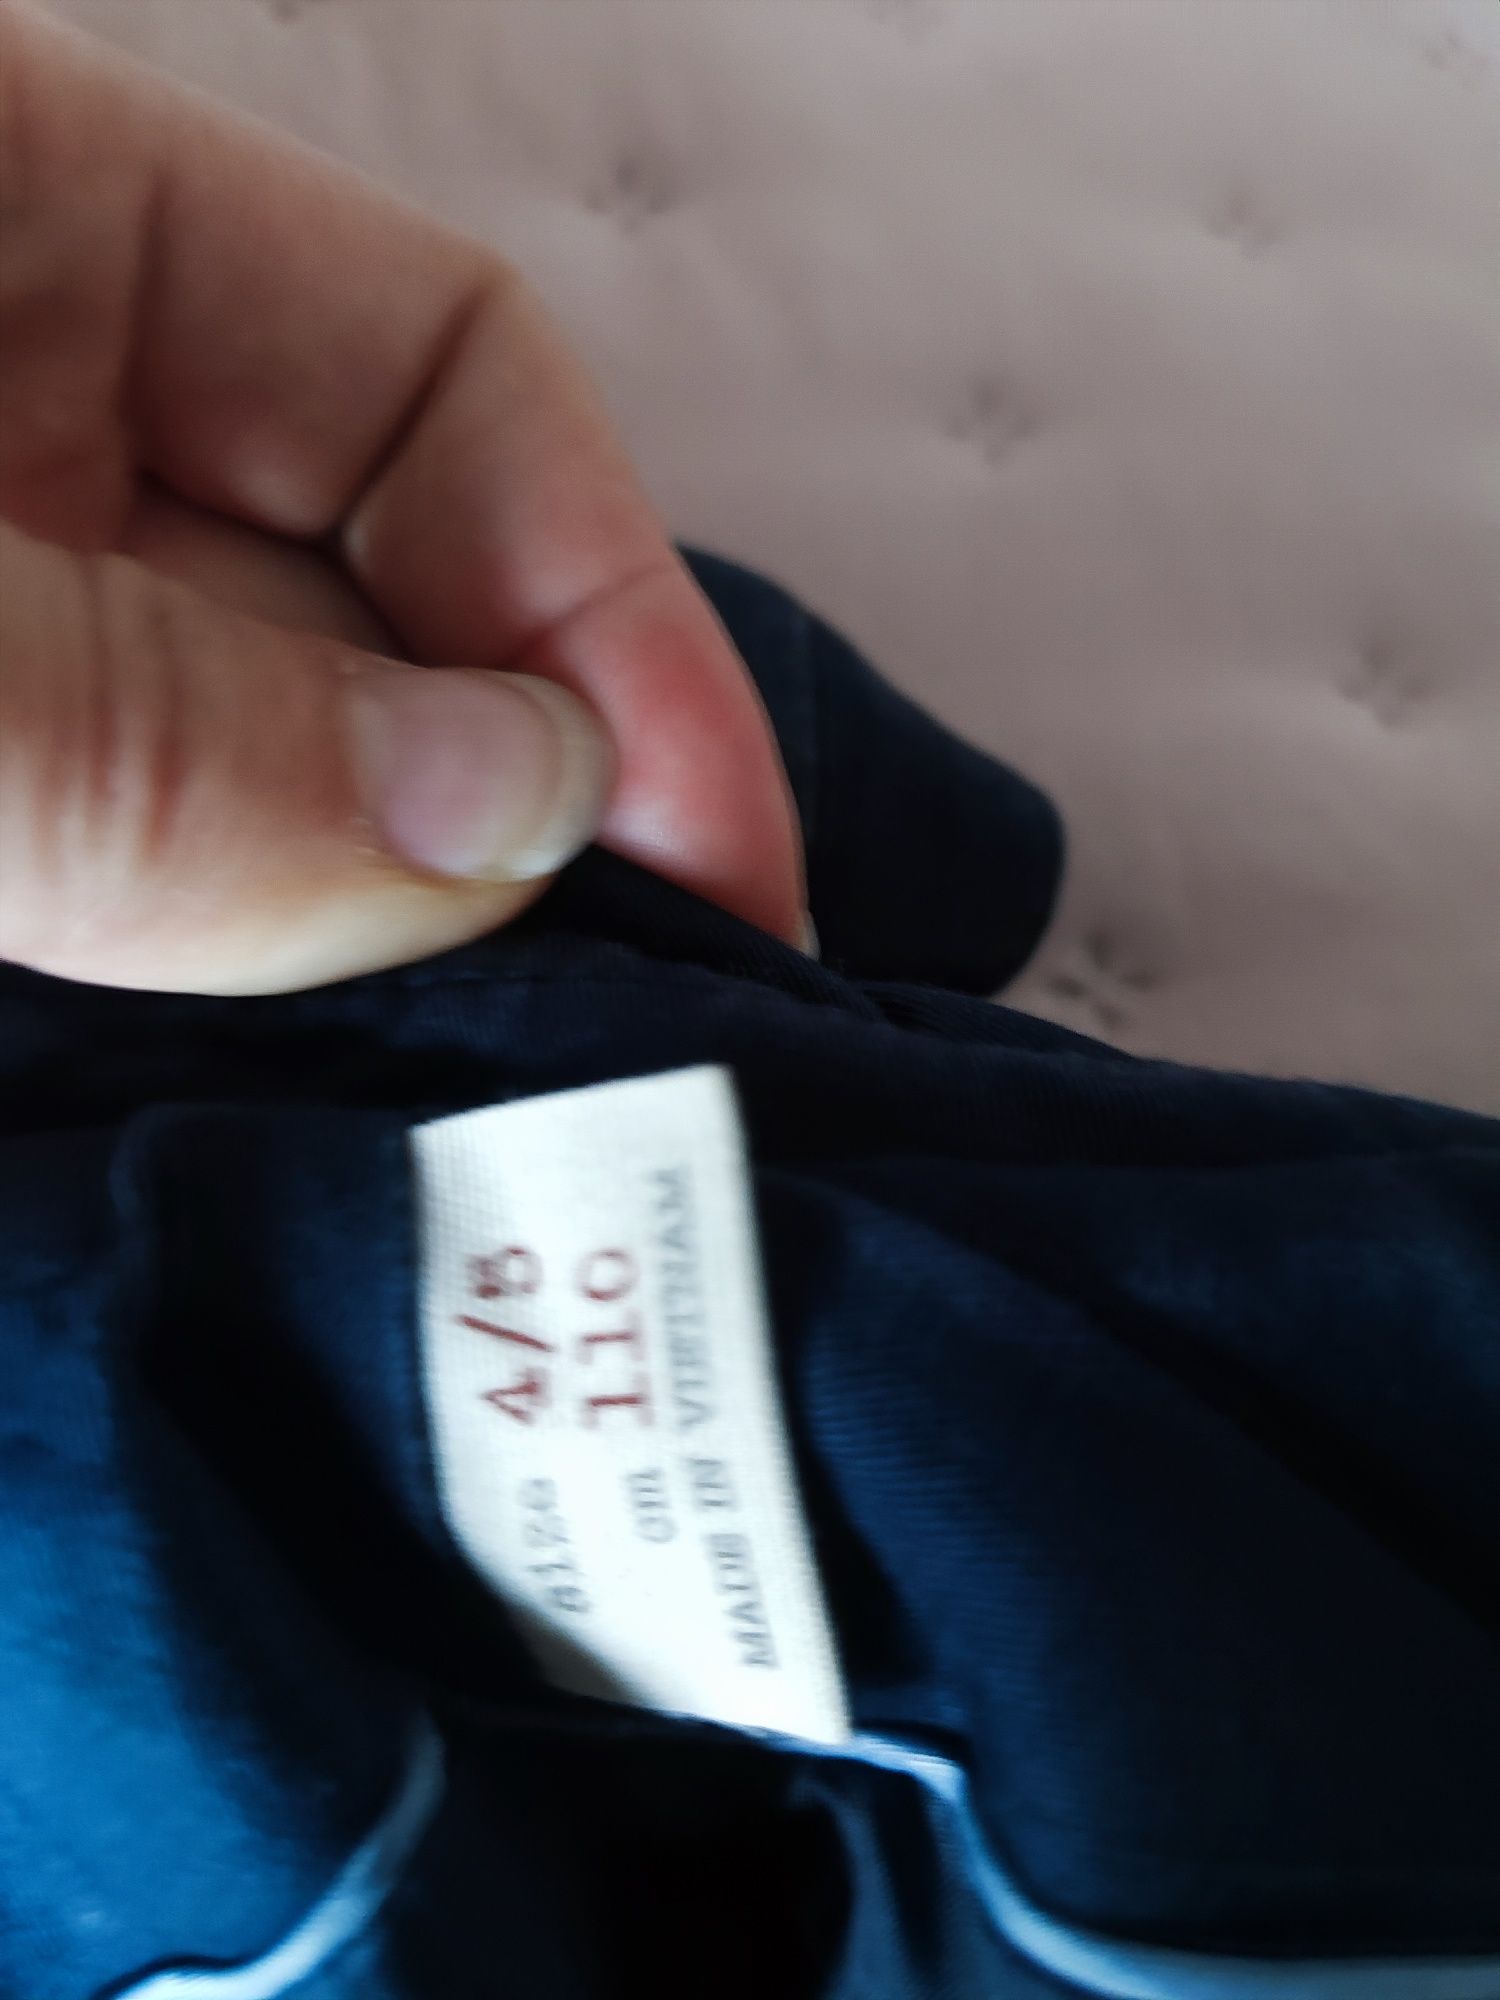 size 4/5
cm 110
MADE IN VIETNAM